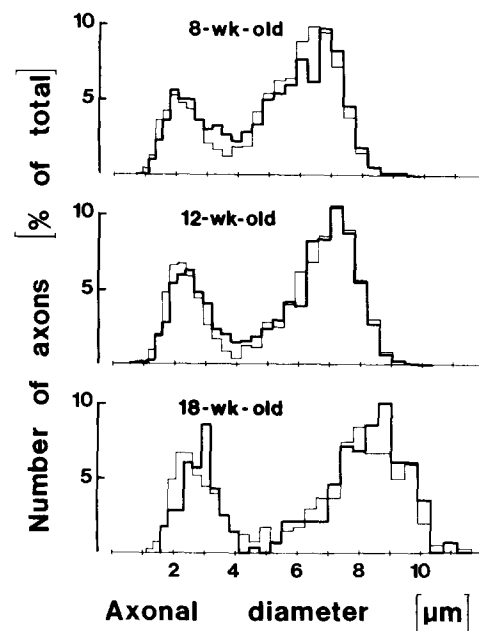 8-wk-old
10
5
12-wk-old
10
5
18-wk-old
10
5
2 4 6 8 10
Number of axons [% of total]
Axonal diameter [µm]